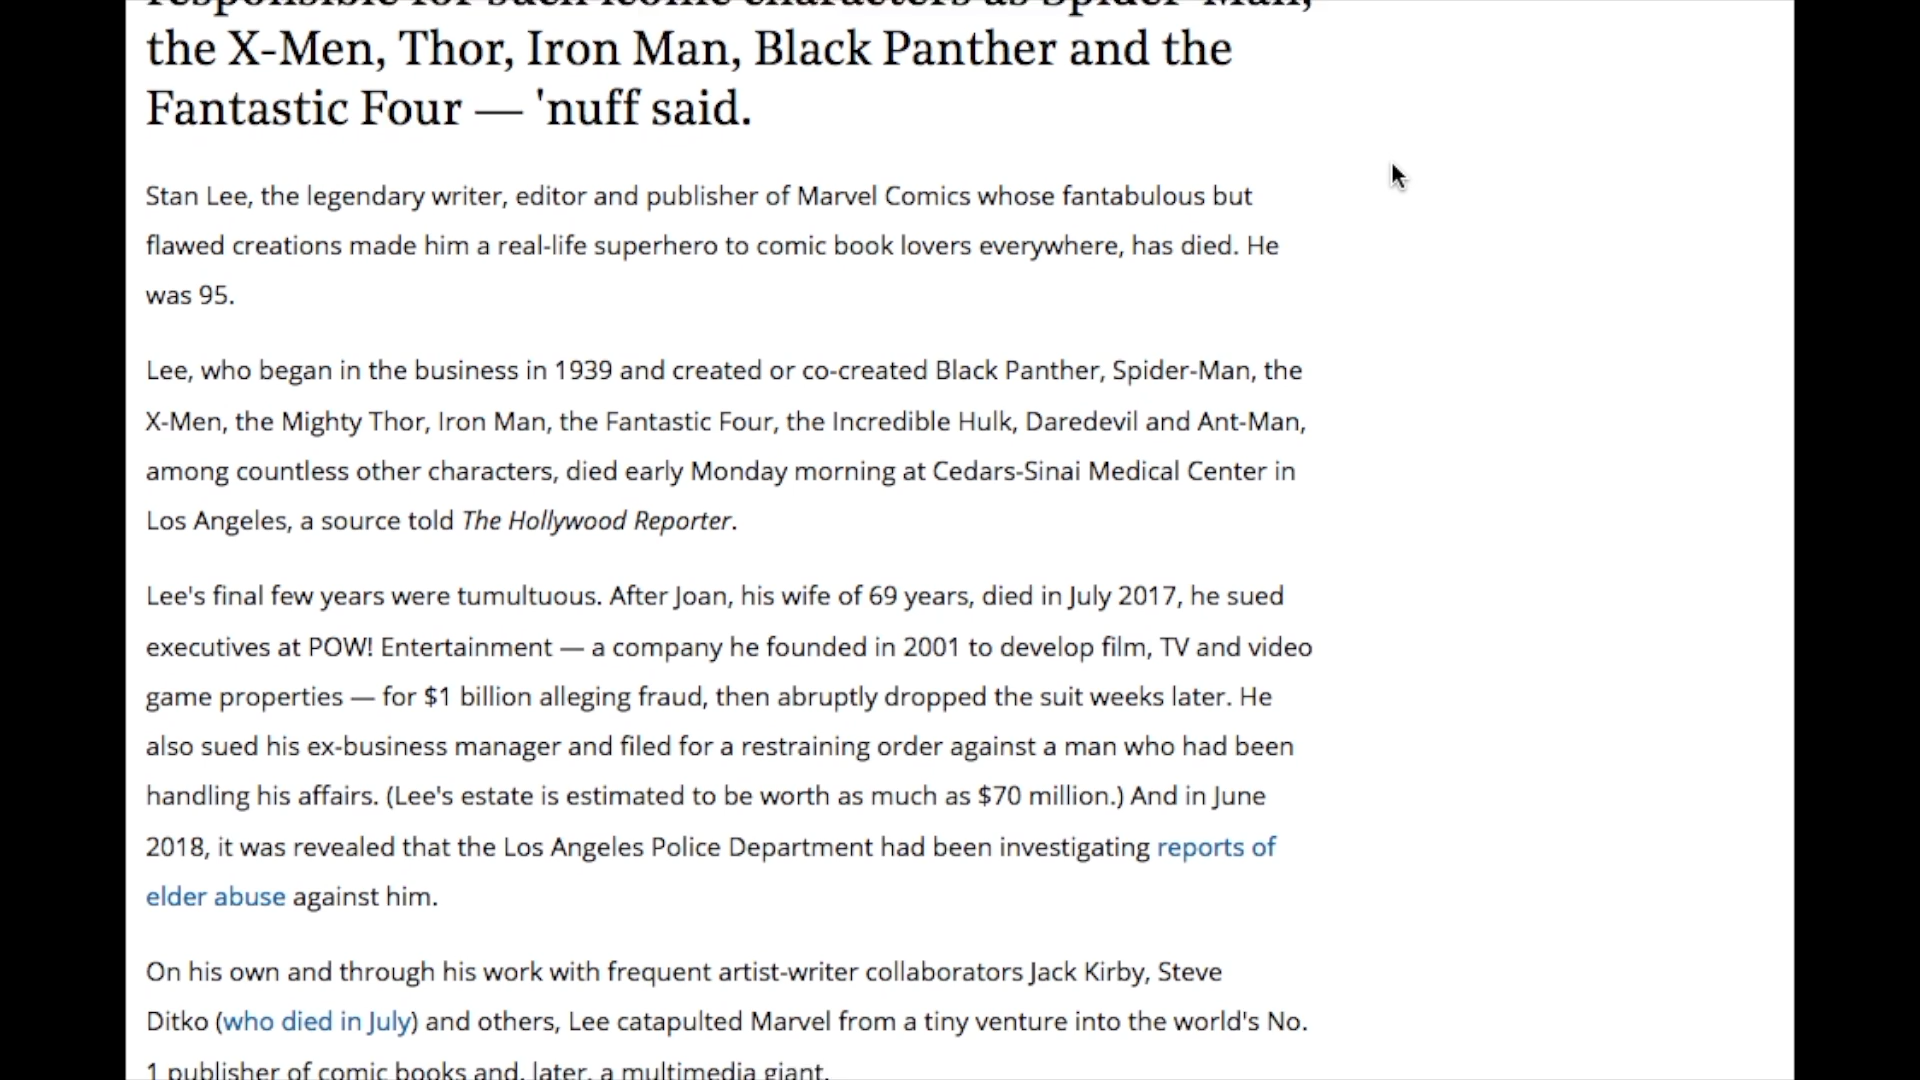 responsible for such iconic characters as Spider-Man,
the X-Men, Thor, Iron Man, Black Panther and the
Fantastic Four — 'nuff said.
Stan Lee, the legendary writer, editor and publisher of Marvel Comics whose fantabulous but
flawed creations made him a real-life superhero to comic book lovers everywhere, has died. He
was 95.
Lee, who began in the business in 1939 and created or co-created Black Panther, Spider-Man, the
X-Men, the Mighty Thor, Iron Man, the Fantastic Four, the Incredible Hulk, Daredevil and Ant-Man,
among countless other characters, died early Monday morning at Cedars-Sinai Medical Center in
Los Angeles, a source told The Hollywood Reporter.
Lee's final few years were tumultuous. After Joan, his wife of 69 years, died in July 2017, he sued
executives at POW! Entertainment — a company he founded in 2001 to develop film, TV and video
game properties — for $1 billion alleging fraud, then abruptly dropped the suit weeks later. He
also sued his ex-business manager and filed for a restraining order against a man who had been
handling his affairs. (Lee's estate is estimated to be worth as much as $70 million.) And in June
2018, it was revealed that the Los Angeles Police Department had been investigating reports of
elder abuse against him.
On his own and through his work with frequent artist-writer collaborators Jack Kirby, Steve
Ditko (who died in July) and others, Lee catapulted Marvel from a tiny venture into the world's No.
1 publisher of comic books and, later, a multimedia giant.